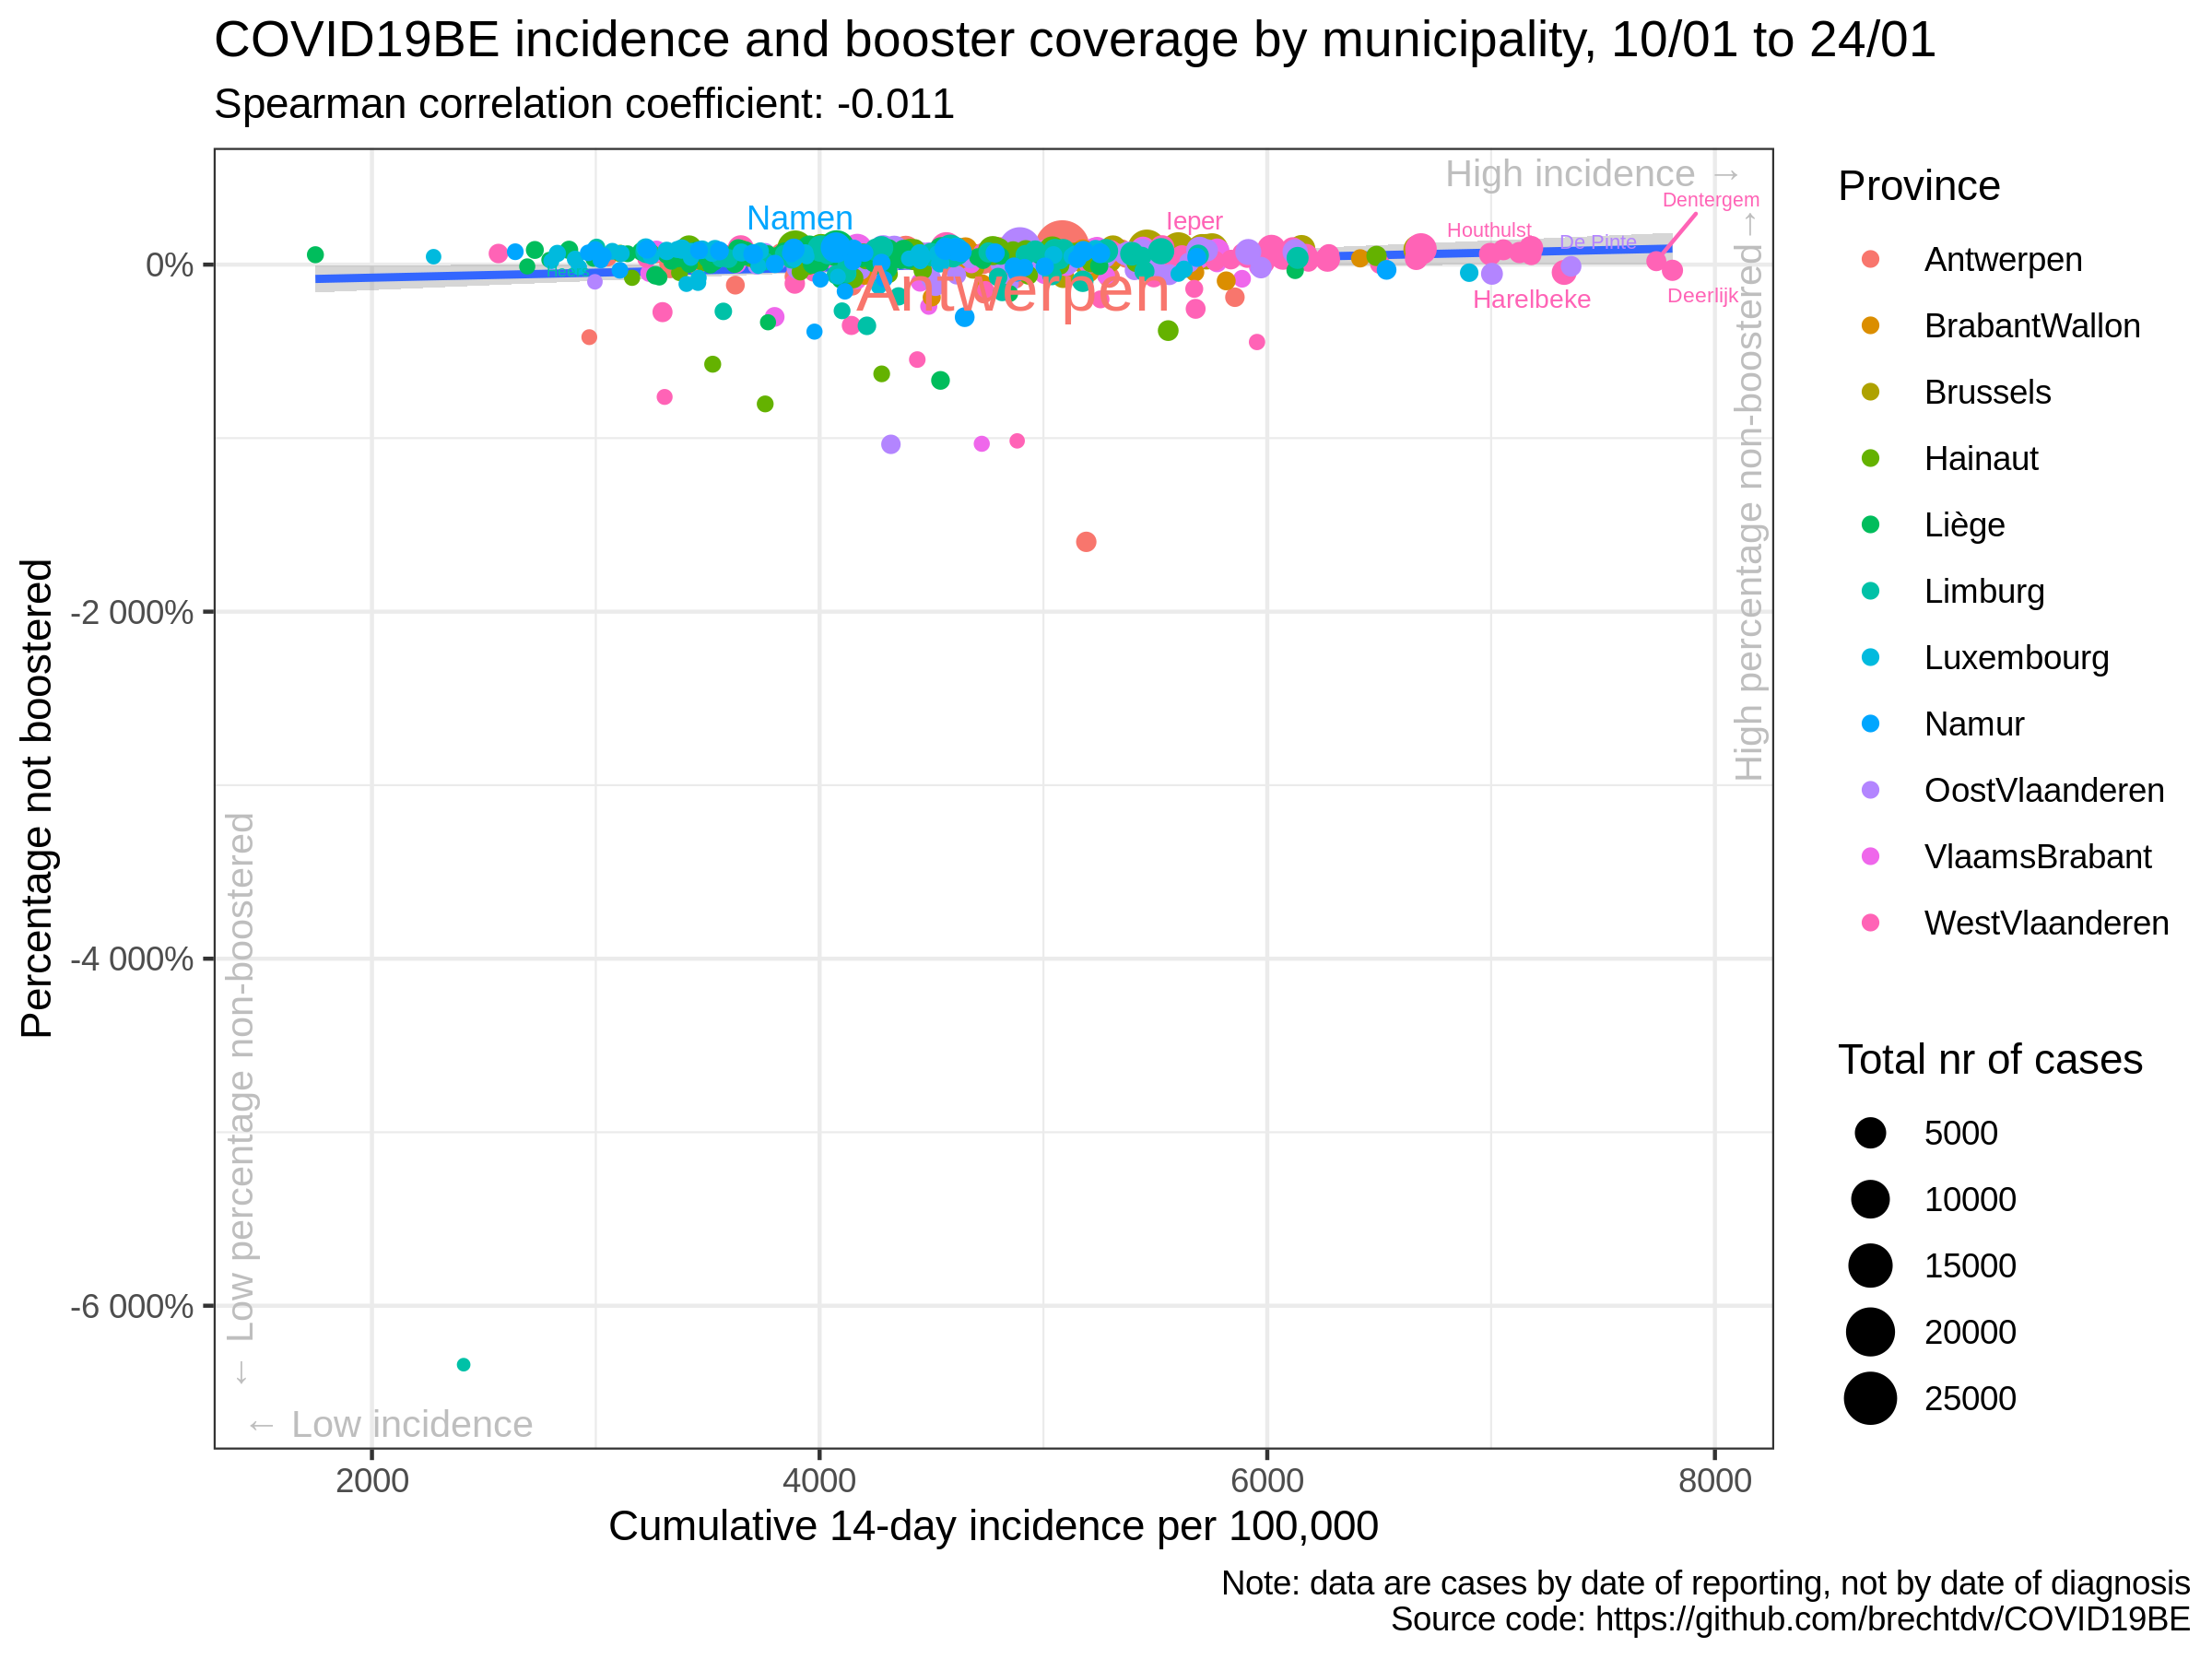 COVID19BE incidence and booster coverage by municipality, 10/01 to 24/01
Spearman correlation coefficient: -0.011
High incidence →
Dentergem
Namen
Ieper
Houthulst
De Pinte
Antwerpen
Harelbeke
Deerlijk
High percentage non-boostered →
← Low percentage non-boostered
← Low incidence
0%
-2 000%
-4 000%
-6 000%
Percentage not boostered
2000
4000
6000
8000
Cumulative 14-day incidence per 100,000
Province
Antwerpen
BrabantWallon
Brussels
Hainaut
Liège
Limburg
Luxembourg
Namur
OostVlaanderen
VlaamsBrabant
WestVlaanderen
Total nr of cases
5000
10000
15000
20000
25000
Note: data are cases by date of reporting, not by date of diagnosis
Source code: https://github.com/brechtdv/COVID19BE